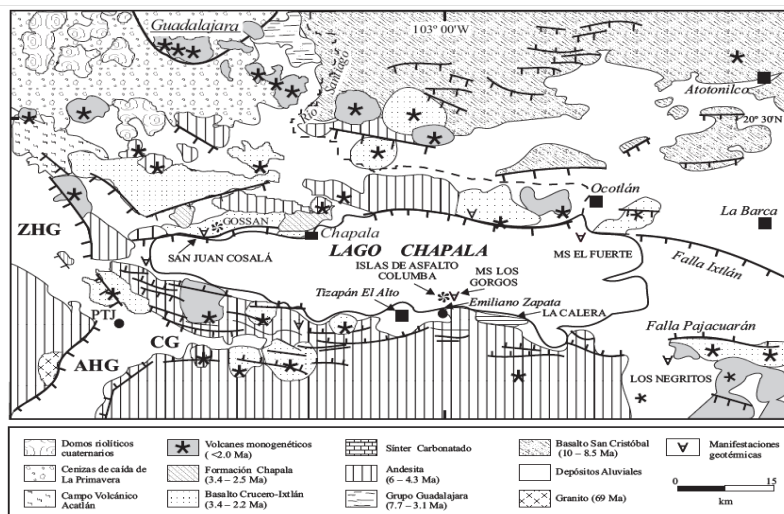 Guadalajara
103° 00'W
Río Santiago
Atotonilco
20° 30'N
Ocotlán
La Barca
ZHG
GOSSAN
Chapala
SAN JUAN COSALÁ
LAGO CHAPALA
MS EL FUERTE
ISLAS DE ASFALTO
COLUMBA
MS LOS
GORGOS
Falla Ixtlán
Tizapán El Alto
Emiliano Zapata
LA CALERA
PTJ
CG
AHG
Falla Pajacuarán
LOS NEGRITOS
Domos riolíticos
cuaternarios
Cenizas de caída de
La Primavera
Campo Volcánico
Acatlán
Volcanes monogenéticos
( <2.0 Ma)
Formación Chapala
(3.4 – 2.5 Ma)
Basalto Crucero-Ixtlán
(3.4 – 2.2 Ma)
Sínter Carbonatado
Andesita
(6 – 4.3 Ma)
Grupo Guadalajara
(7.7 – 3.1 Ma)
Basalto San Cristóbal
(10 – 8.5 Ma)
Depósitos Aluviales
Granito (69 Ma)
Manifestaciones
geotérmicas
0 15
km